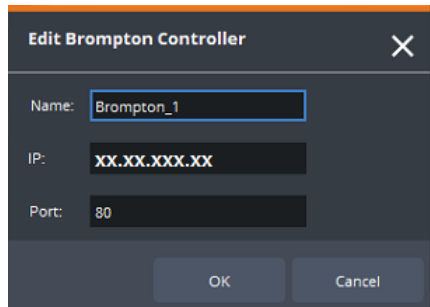 Edit Brompton Controller
Name: Brompton_1
IP: xx.xx.xxx.xx
Port: 80
OK Cancel